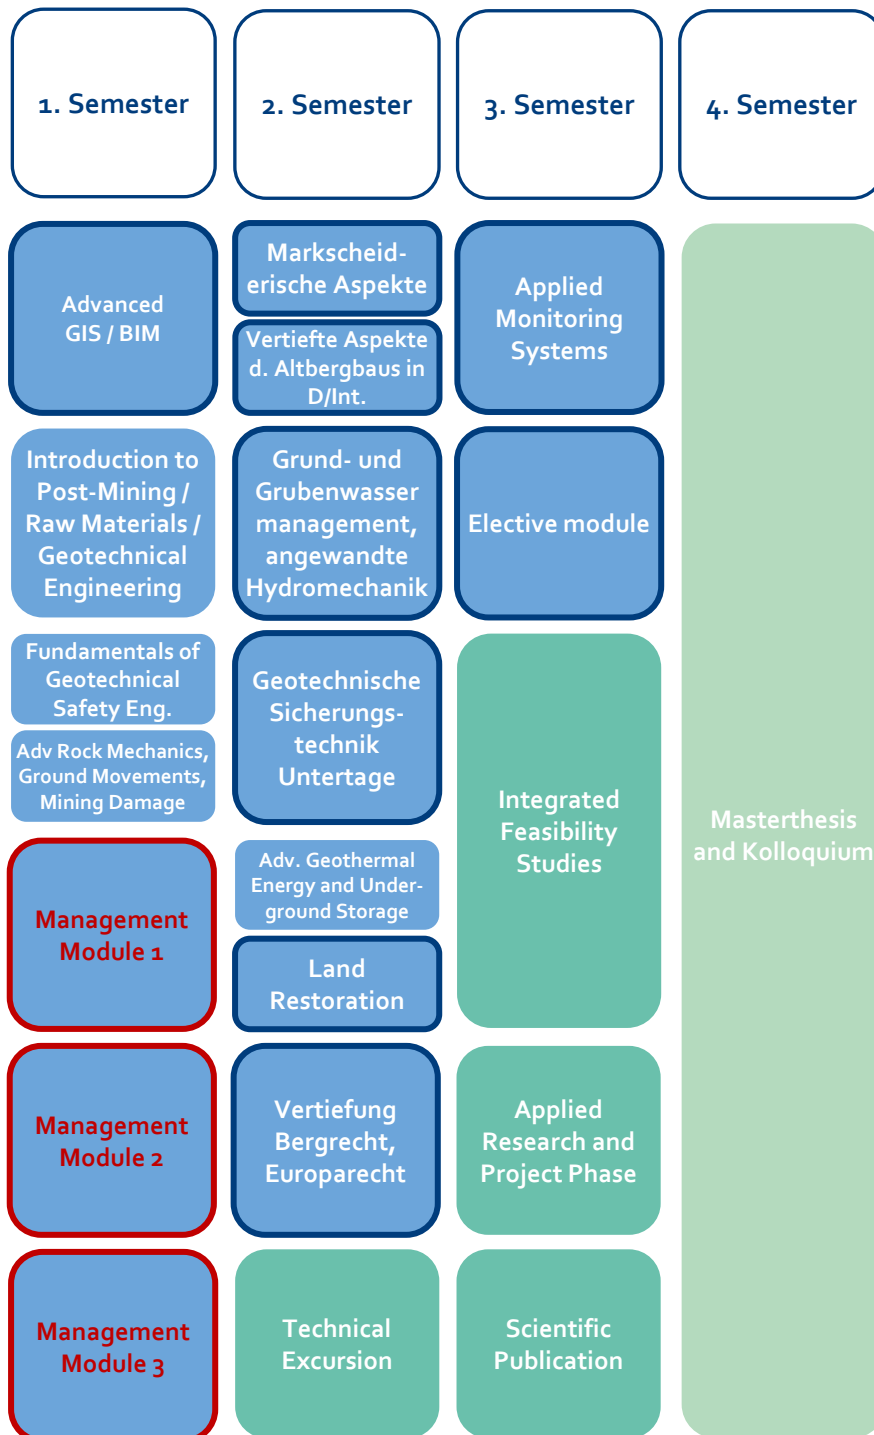 1. Semester
2. Semester
3. Semester
4. Semester
Advanced
GIS / BIM
Introduction to
Post-Mining /
Raw Materials /
Geotechnical
Engineering
Fundamentals of
Geotechnical
Safety Eng.
Adv Rock Mechanics,
Ground Movements,
Mining Damage
Management
Module 1
Management
Module 2
Management
Module 3
Markscheid-
erische Aspekte
Vertiefte Aspekte
d. Altbergbaus in
D/Int.
Grund- und
Grubenwasser
management,
angewandte
Hydromechanik
Geotechnische
Sicherungs-
technik
Untertage
Adv. Geothermal
Energy and Under-
ground Storage
Land
Restoration
Vertiefung
Bergrecht,
Europarecht
Technical
Excursion
Applied
Monitoring
Systems
Elective module
Integrated
Feasibility
Studies
Applied
Research and
Project Phase
Scientific
Publication
Masterthesis
and Kolloquium